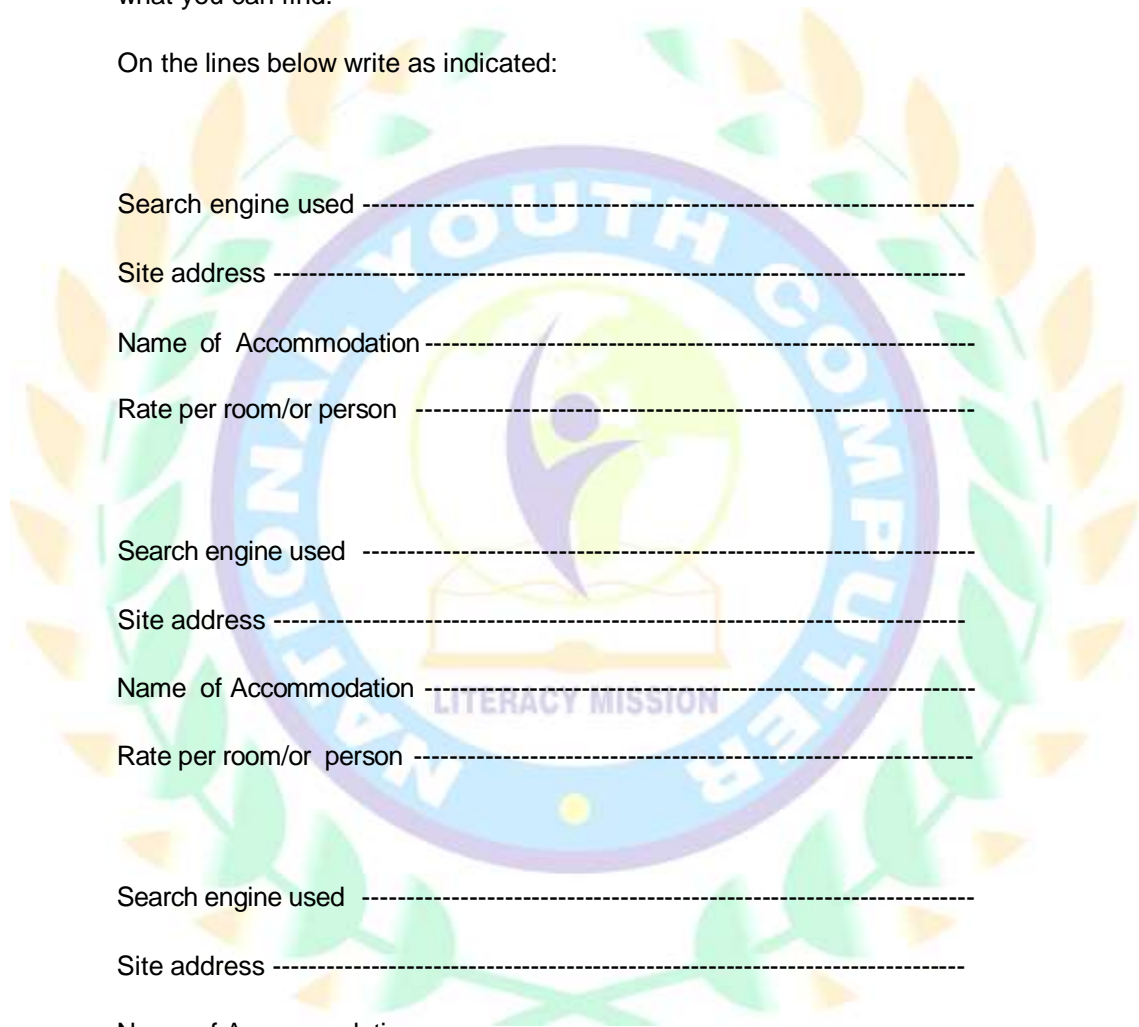 what you can find.
On the lines below write as indicated:
Search engine used --------------------------------------------------------------------
Site address -----------------------------------------------------------------------------
Name of Accommodation -------------------------------------------------------------
Rate per room/or person --------------------------------------------------------------
Search engine used --------------------------------------------------------------------
Site address -----------------------------------------------------------------------------
Name of Accommodation -------------------------------------------------------------
Rate per room/or person --------------------------------------------------------------
Search engine used --------------------------------------------------------------------
Site address -----------------------------------------------------------------------------
NATIONAL YOUTH COMPUTER
LITERACY MISSION